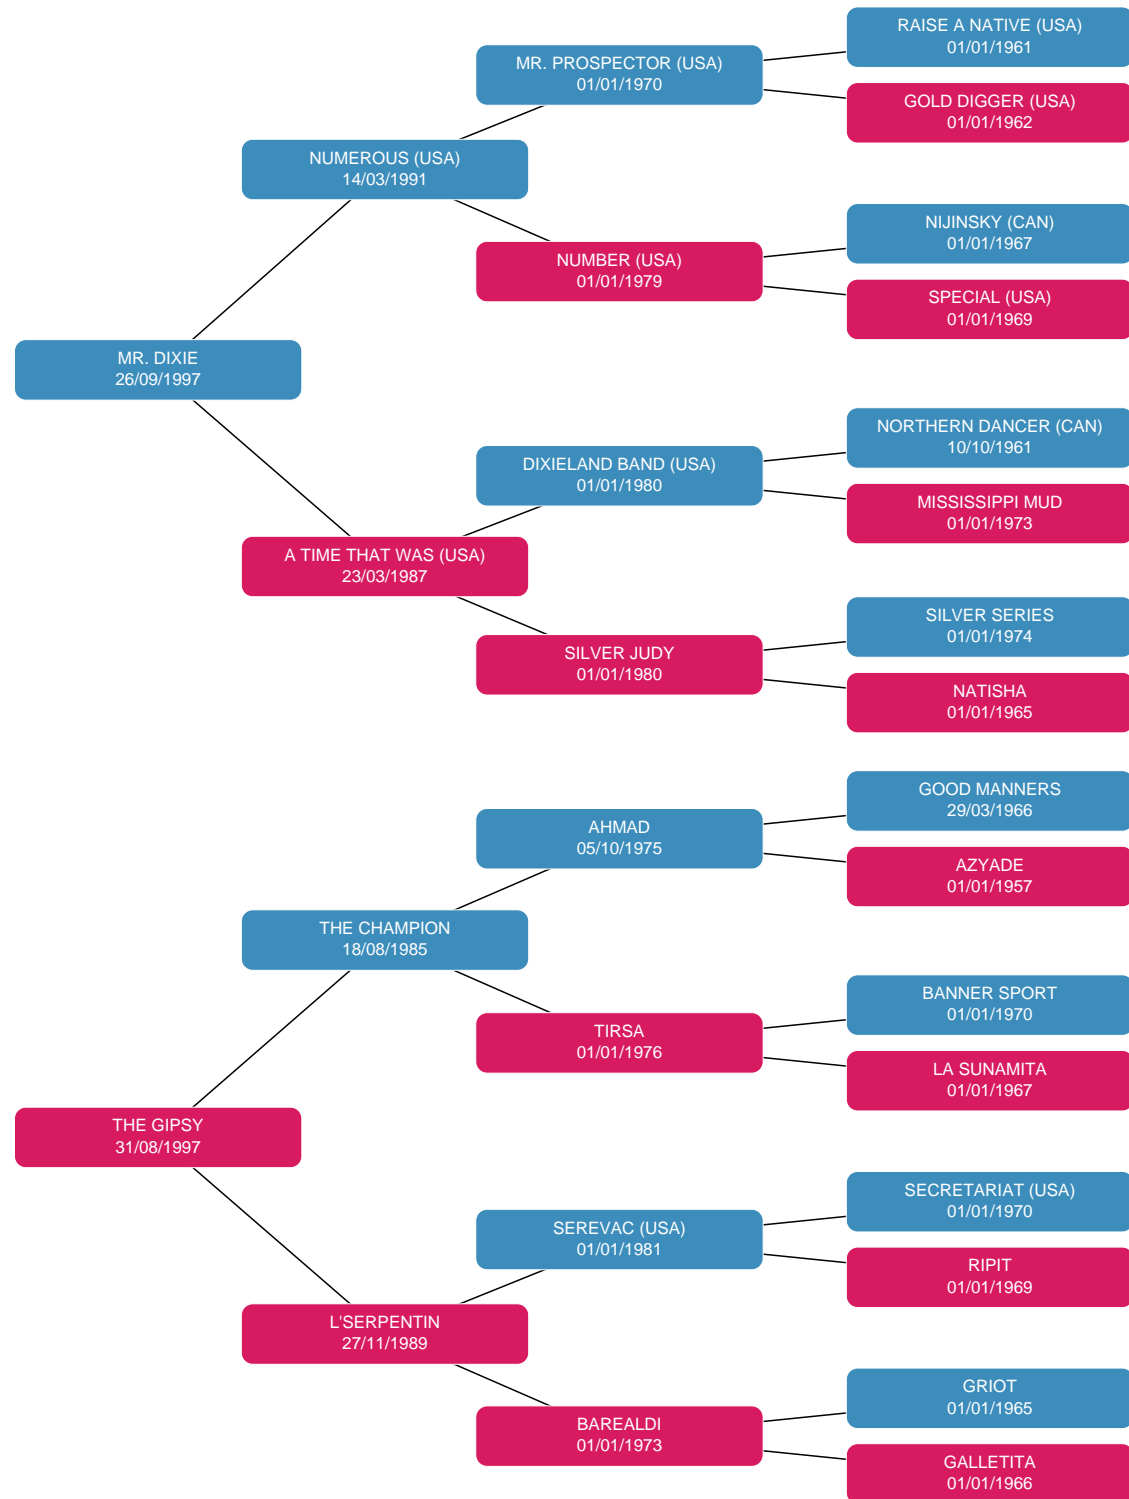 RAISE A NATIVE (USA)
01/01/1961
MR. PROSPECTOR (USA)
01/01/1970
GOLD DIGGER (USA)
01/01/1962
NUMEROUS (USA)
14/03/1991
NIJINSKY (CAN)
01/01/1967
NUMBER (USA)
01/01/1979
SPECIAL (USA)
01/01/1969
MR. DIXIE
26/09/1997
NORTHERN DANCER (CAN)
10/10/1961
DIXIELAND BAND (USA)
01/01/1980
MISSISSIPPI MUD
01/01/1973
A TIME THAT WAS (USA)
23/03/1987
SILVER SERIES
01/01/1974
SILVER JUDY
01/01/1980
NATISHA
01/01/1965
GOOD MANNERS
29/03/1966
AHMAD
05/10/1975
AZYADE
01/01/1957
THE CHAMPION
18/08/1985
BANNER SPORT
01/01/1970
TIRSA
01/01/1976
LA SUNAMITA
01/01/1967
THE GIPSY
31/08/1997
SECRETARIAT (USA)
01/01/1970
SEREVAC (USA)
01/01/1981
RIPIT
01/01/1969
L'SERPENTIN
27/11/1989
GRIOT
01/01/1965
BAREALDI
01/01/1973
GALLETITA
01/01/1966